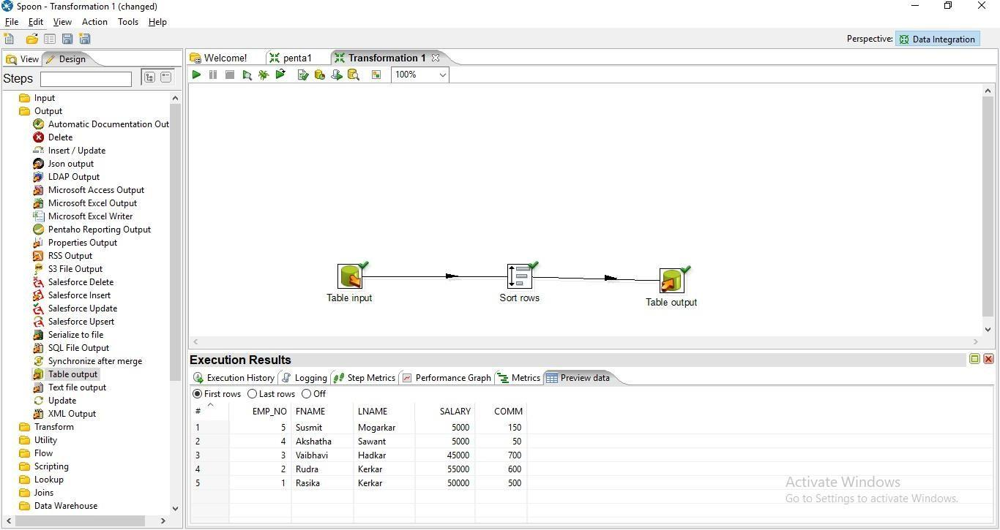 Spoon - Transformation 1 (changed)
File Edit View Action Tools Help
Perspective: Data Integration
View Design
Steps
Input
Output
Automatic Documentation Out
Delete
Insert / Update
Json output
LDAP Output
Microsoft Access Output
Microsoft Excel Output
Microsoft Excel Writer
Pentaho Reporting Output
Properties Output
RSS Output
S3 File Output
Salesforce Delete
Salesforce Insert
Salesforce Update
Salesforce Upsert
Serialize to file
SQL File Output
Synchronize after merge
Table output
Text file output
Update
XML Output
Transform
Utility
Flow
Scripting
Lookup
Joins
Data Warehouse
Welcome! penta1 Transformation 1
100%
Table input Sort rows Table output
Execution Results
Execution History Logging Step Metrics Performance Graph Metrics Preview data
First rows Last rows Off
# EMP_NO FNAME LNAME SALARY COMM
1 5 Susmit Mogarkar 5000 150
2 4 Akshatha Sawant 5000 50
3 3 Vaibhavi Hadkar 45000 700
4 2 Rudra Kerkar 55000 600
5 1 Rasika Kerkar 50000 500
Activate Windows
Go to Settings to activate Windows.